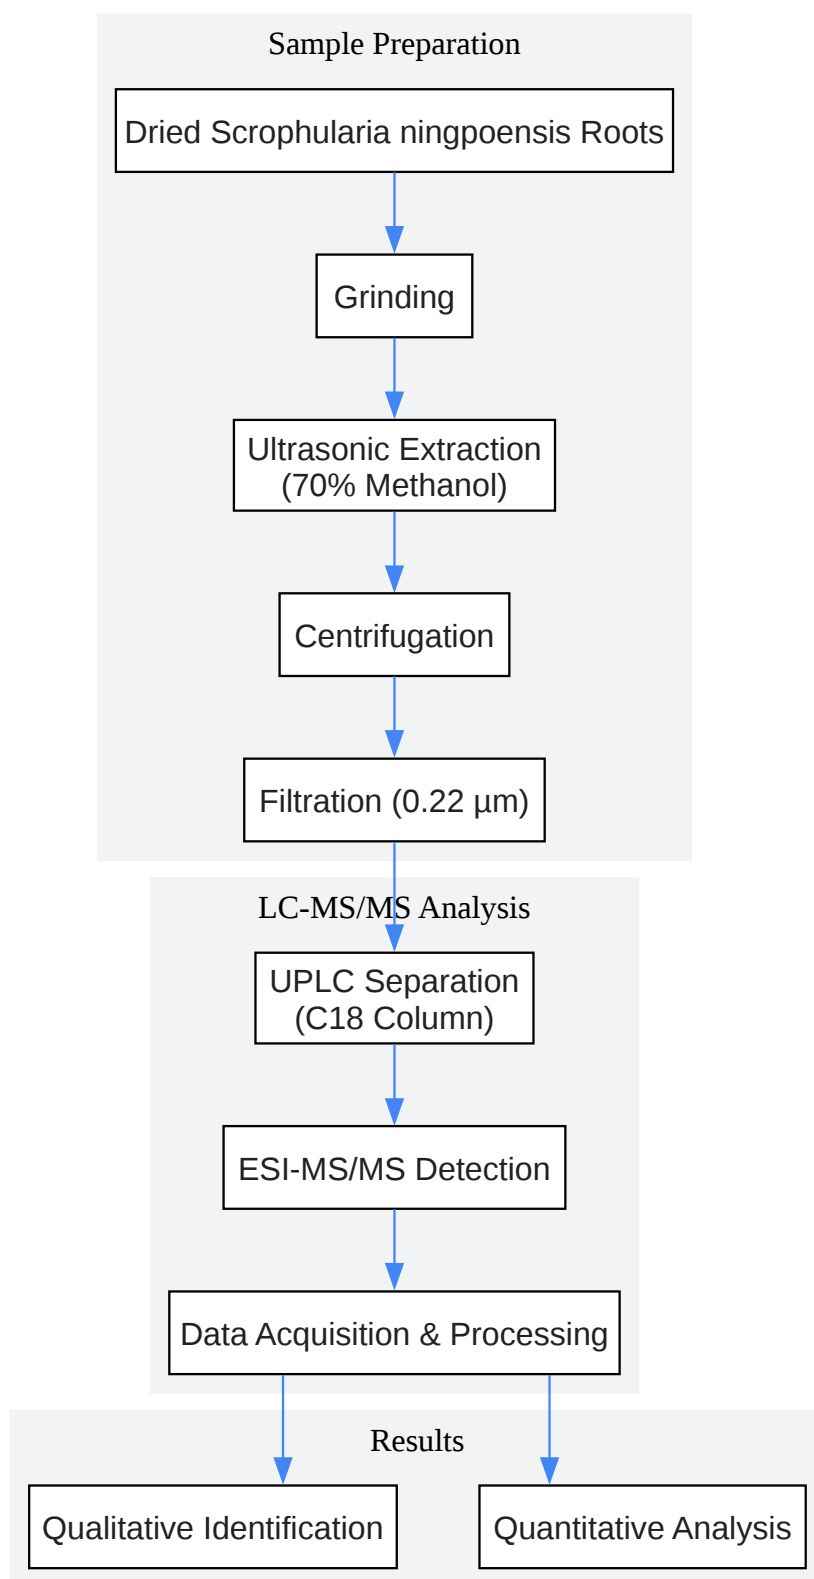 Sample Preparation
Dried Scrophularia ningpoensis Roots
Grinding
Ultrasonic Extraction
(70% Methanol)
Centrifugation
Filtration (0.22 µm)
LC-MS/MS Analysis
UPLC Separation
(C18 Column)
ESI-MS/MS Detection
Data Acquisition & Processing
Results
Qualitative Identification
Quantitative Analysis